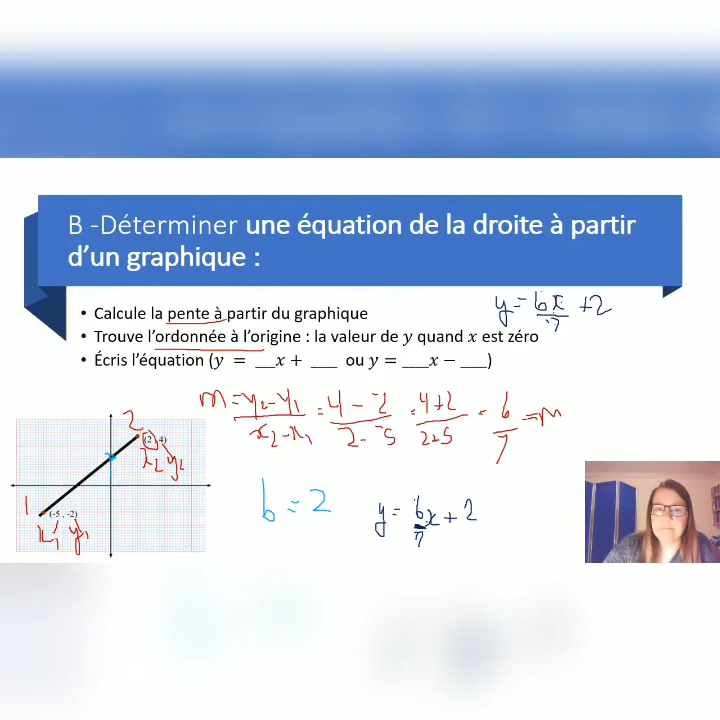 B -Déterminer une équation de la droite à partir
d'un graphique :
• Calcule la pente à partir du graphique
• Trouve l'ordonnée à l'origine : la valeur de y quand x est zéro
• Écris l'équation (y = __x + ___ ou y = ___x − ___)
y = 6x/7 + 2
m = y2 - y1 / x2 - x1 = 4 - -2 / 2 - -5 = 4+2 / 2+5 = 6/7 = m
2
(2, 4)
x2 y2
1
(-5, -2)
x1 y1
b = 2
y = 6/7 x + 2